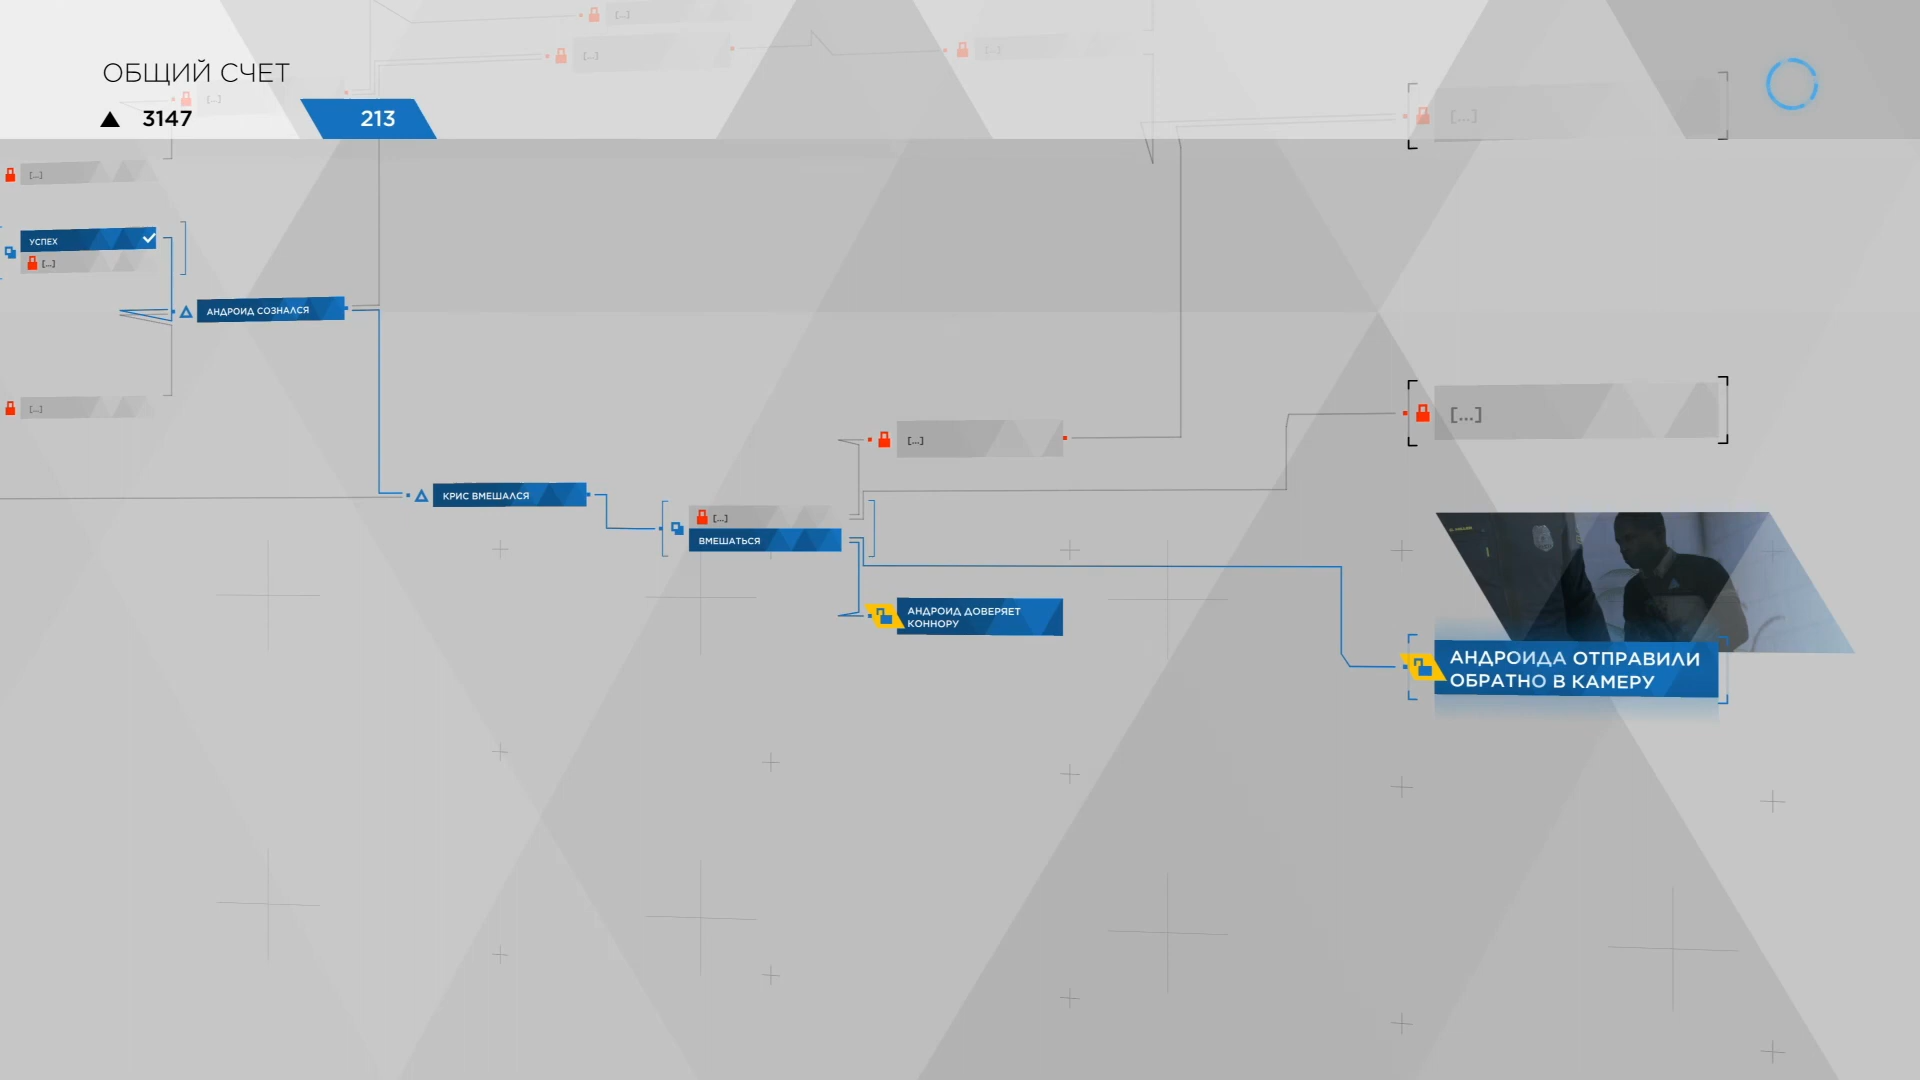 [...]
[...]
[...]
ОБЩИЙ СЧЕТ
[...]
3147
213
[...]
[...]
УСПЕХ
[...]
АНДРОИД СОЗНАЛСЯ
[...]
[...]
[...]
КРИС ВМЕШАЛСЯ
[...]
ВМЕШАТЬСЯ
АНДРОИД ДОВЕРЯЕТ
КОННОРУ
АНДРОИДА ОТПРАВИЛИ
ОБРАТНО В КАМЕРУ